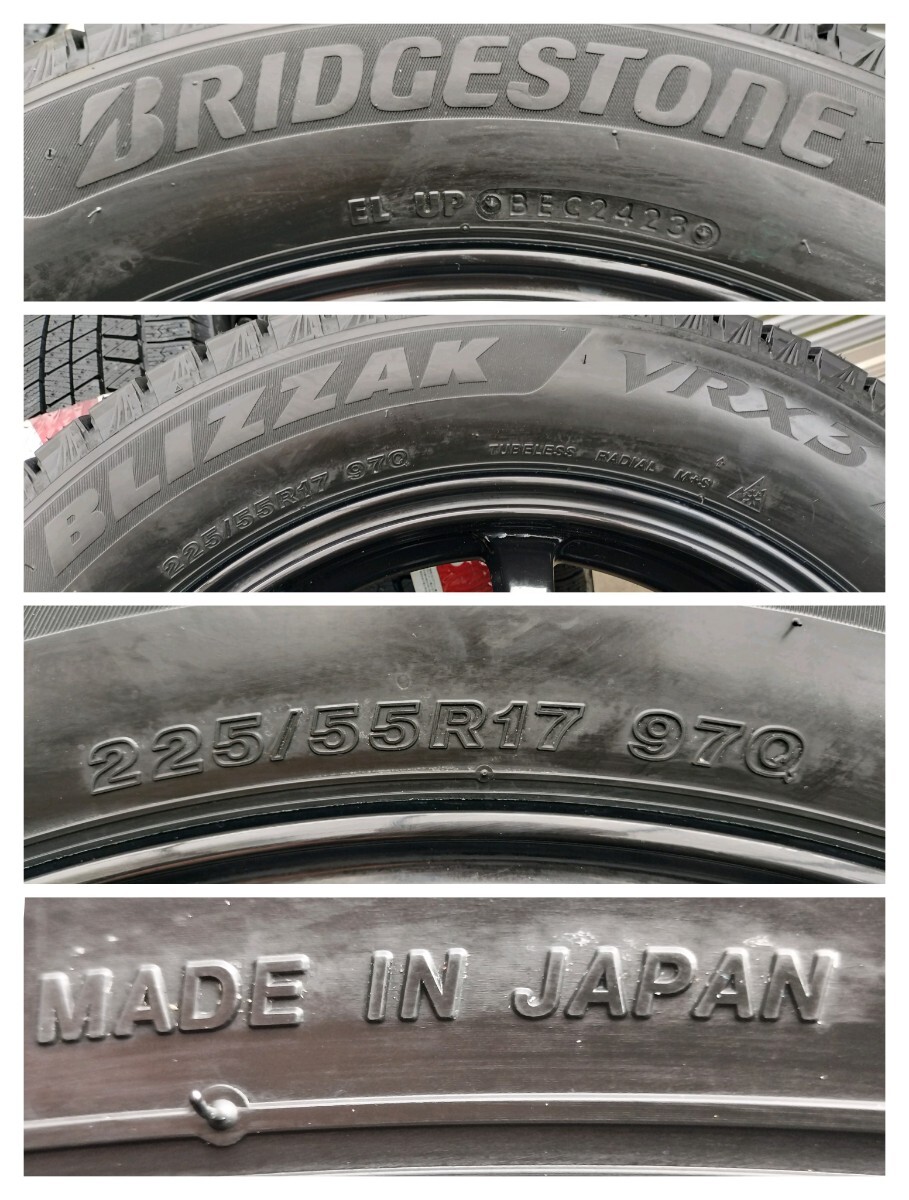 BRIDGESTONE
EL UP BEC2423
BLIZZAK VRX3
225/55R17 97Q TUBELESS RADIAL M+S
225/55R17 97Q
MADE IN JAPAN